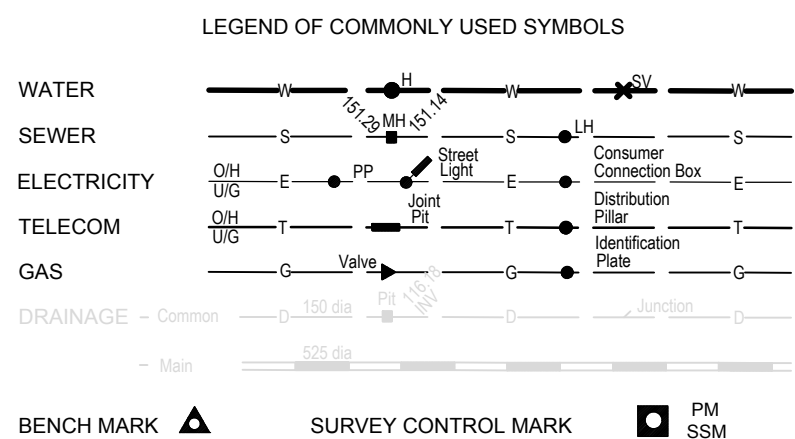 LEGEND OF COMMONLY USED SYMBOLS
WATER W H W SV W
151.29 MH 151.14
SEWER S S LH S
ELECTRICITY O/H U/G E PP Street Light E Consumer Connection Box E
TELECOM O/H U/G T Joint Pit T Distribution Pillar T
GAS G Valve G Identification Plate G
DRAINAGE - Common D 150 dia Pit 116.18 INV D Junction D
- Main 525 dia
BENCH MARK SURVEY CONTROL MARK PM SSM